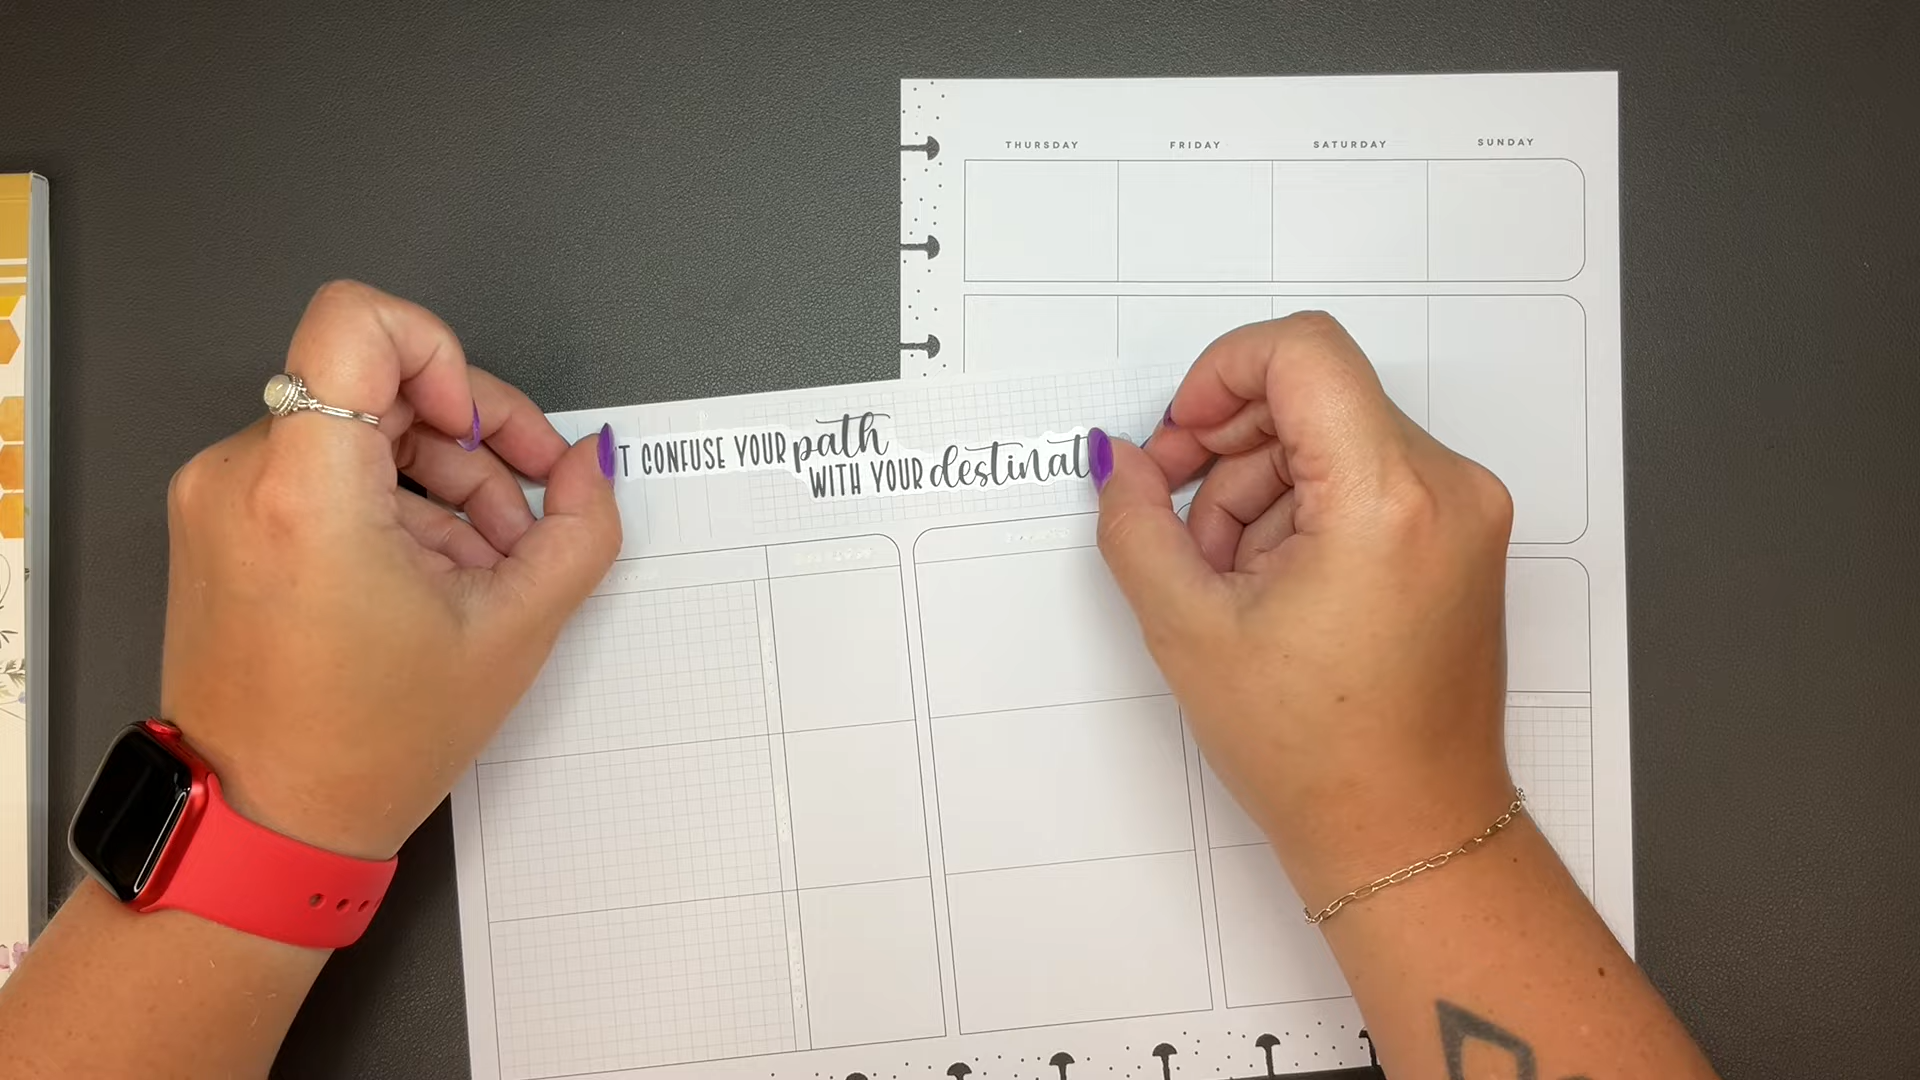 THURSDAY FRIDAY SATURDAY SUNDAY
'T CONFUSE YOUR path
WITH YOUR destinat